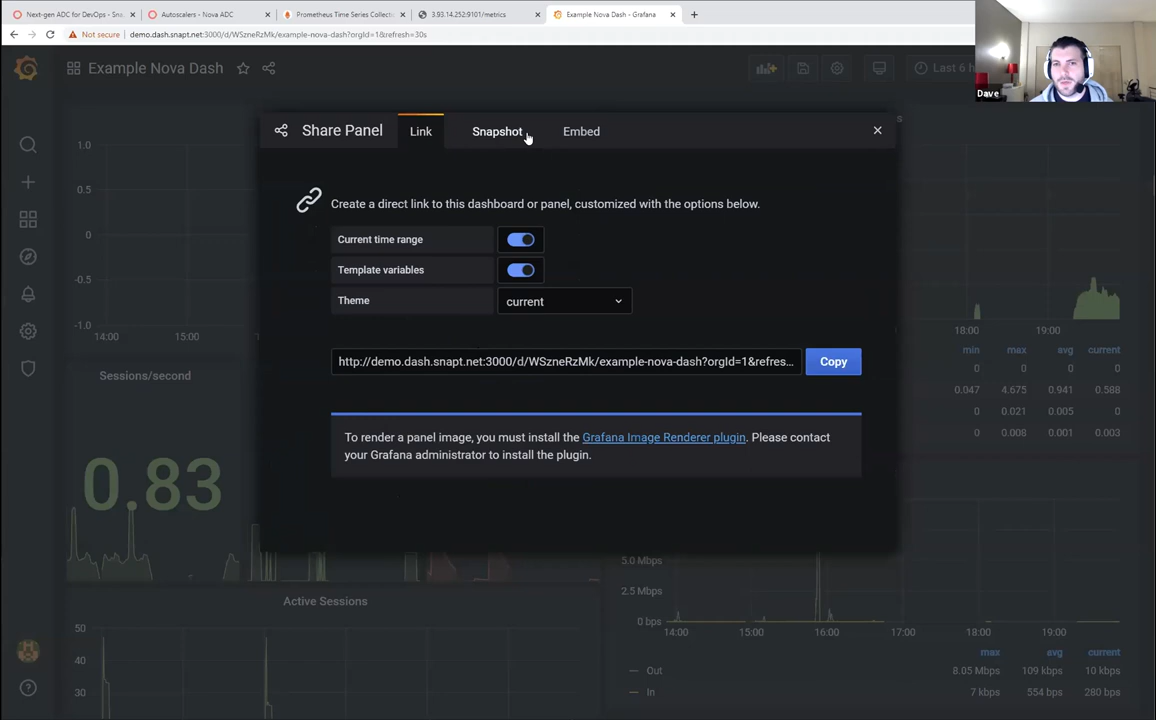 Next-gen ADC for DevOps - Sna
Autoscalers - Nova ADC
Prometheus Time Series Collecti
3.93.14.252:9101/metrics
Example Nova Dash - Grafana
Not secure
demo.dash.snapt.net:3000/d/WSzneRzMk/example-nova-dash?orgId=1&refresh=30s
Example Nova Dash
Last 6 h
Dave
Share Panel
Link
Snapshot
Embed
Create a direct link to this dashboard or panel, customized with the options below.
Current time range
Template variables
Theme
current
http://demo.dash.snapt.net:3000/d/WSzneRzMk/example-nova-dash?orgId=1&refres...
Copy
To render a panel image, you must install the Grafana Image Renderer plugin. Please contact
your Grafana administrator to install the plugin.
1.0
0.5
0
-0.5
-1.0
14:00
15:00
Sessions/second
0.83
Active Sessions
50
40
30
18:00
19:00
min max avg current
0 0 0 0
0.047 4.675 0.941 0.588
0 0.021 0.005 0
0 0.008 0.001 0.003
5.0 Mbps
2.5 Mbps
0 bps
14:00 15:00 16:00 17:00 18:00 19:00
max avg current
Out 8.05 Mbps 109 kbps 10 kbps
In 7 kbps 554 bps 280 bps